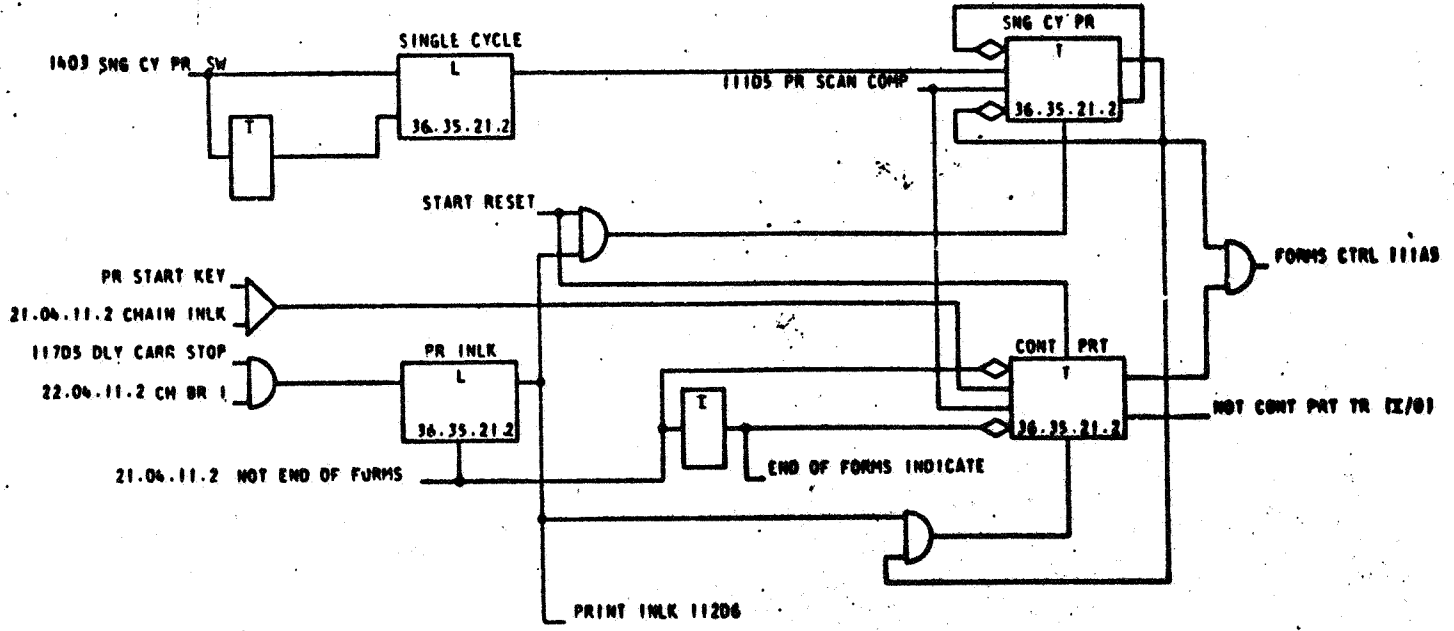 SNG CY PR
SINGLE CYCLE
1403 SNG CY PR SW
L
T
111D5 PR SCAN COMP
36.35.21.2
36.35.21.2
I
START RESET
FORMS CTRL 111A5
PR START KEY
21.04.11.2 CHAIN INLK
117D5 DLY CARR STOP
PR INLK
CONT PRT
L
T
22.04.11.2 CH BR 1
I
NOT CONT PRT TR (I/O)
36.35.21.2
36.35.21.2
21.04.11.2 NOT END OF FORMS
END OF FORMS INDICATE
PRINT INLK 112D6